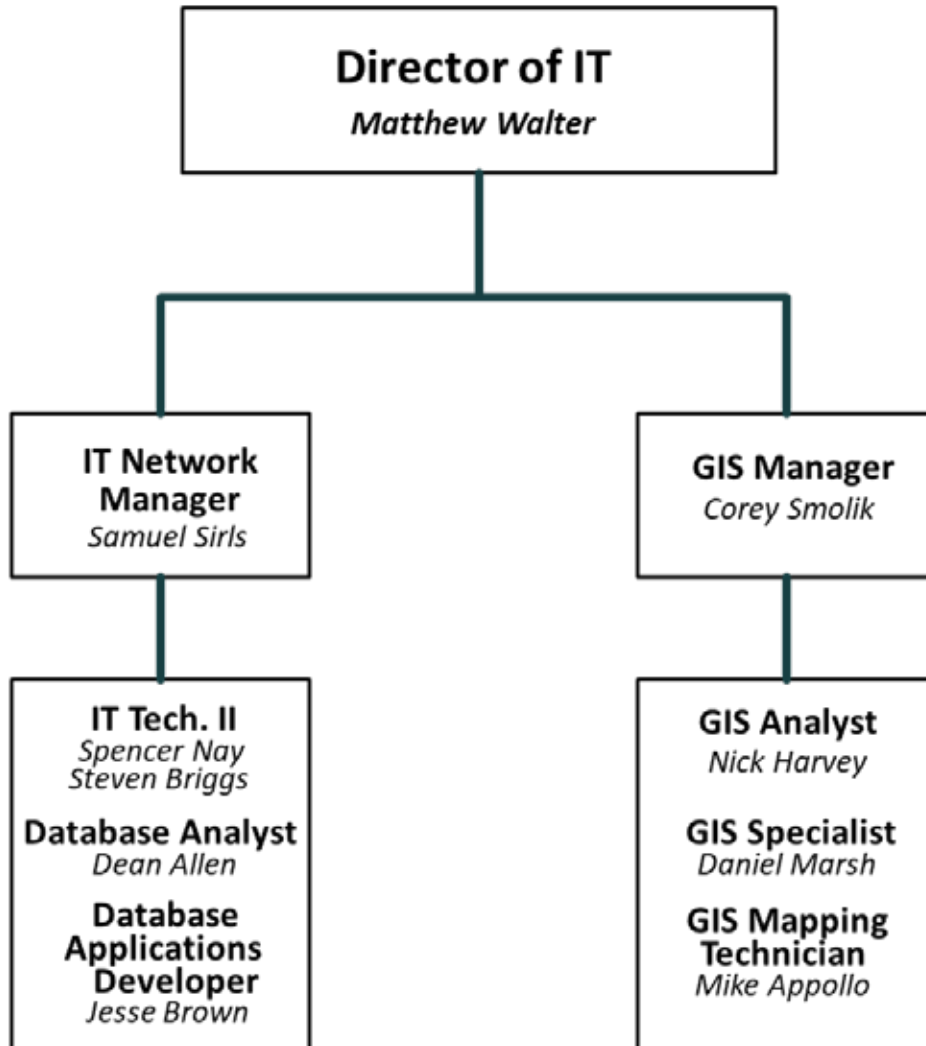 Director of IT
Matthew Walter
IT Network
Manager
Samuel Sirls
GIS Manager
Corey Smolik
IT Tech. II
Spencer Nay
Steven Briggs
Database Analyst
Dean Allen
Database
Applications
Developer
Jesse Brown
GIS Analyst
Nick Harvey
GIS Specialist
Daniel Marsh
GIS Mapping
Technician
Mike Appollo